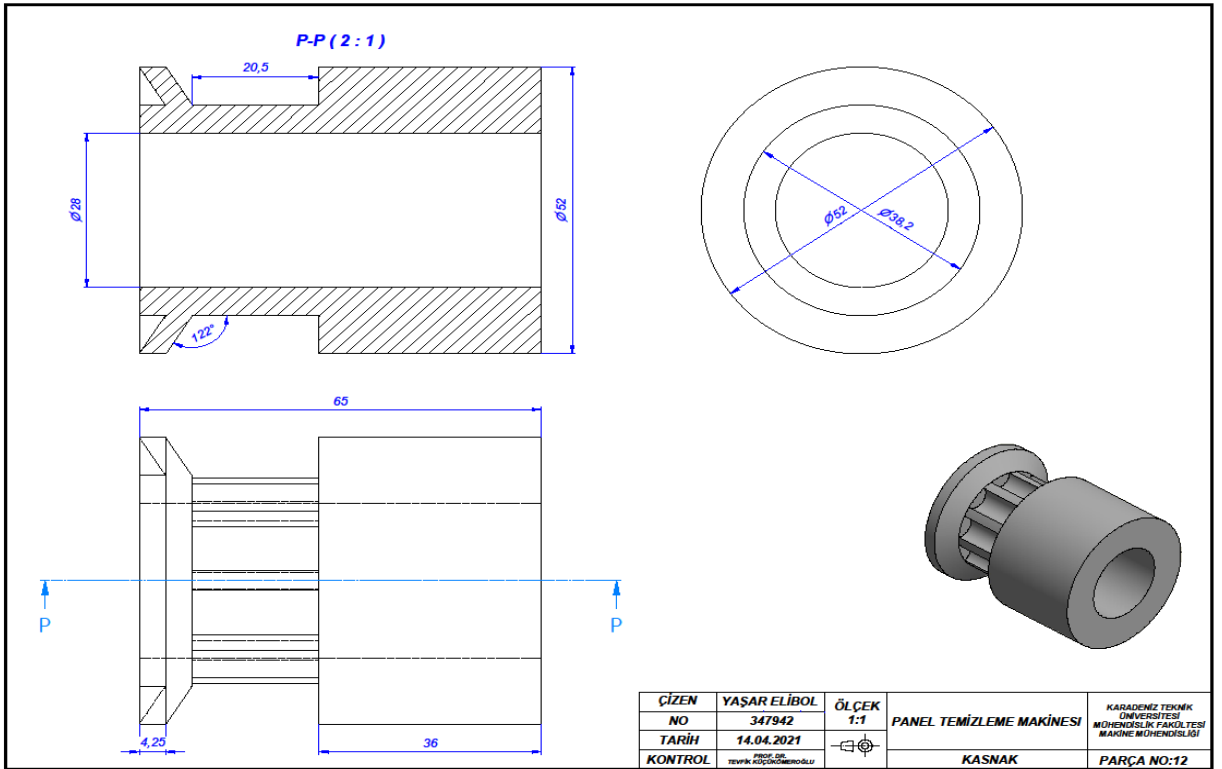 P-P ( 2 : 1 )
20,5
Ø28
Ø52
122°
Ø52
Ø38,2
65
P
P
4,25
36
ÇİZEN YAŞAR ELİBOL
NO 347942
TARİH 14.04.2021
KONTROL PROF. DR. TEVFİK KÜÇÜKÖMEROĞLU
ÖLÇEK
1:1
PANEL TEMİZLEME MAKİNESİ
KASNAK
KARADENİZ TEKNİK
ÜNİVERSİTESİ
MÜHENDİSLİK FAKÜLTESİ
MAKİNE MÜHENDİSLİĞİ
PARÇA NO:12